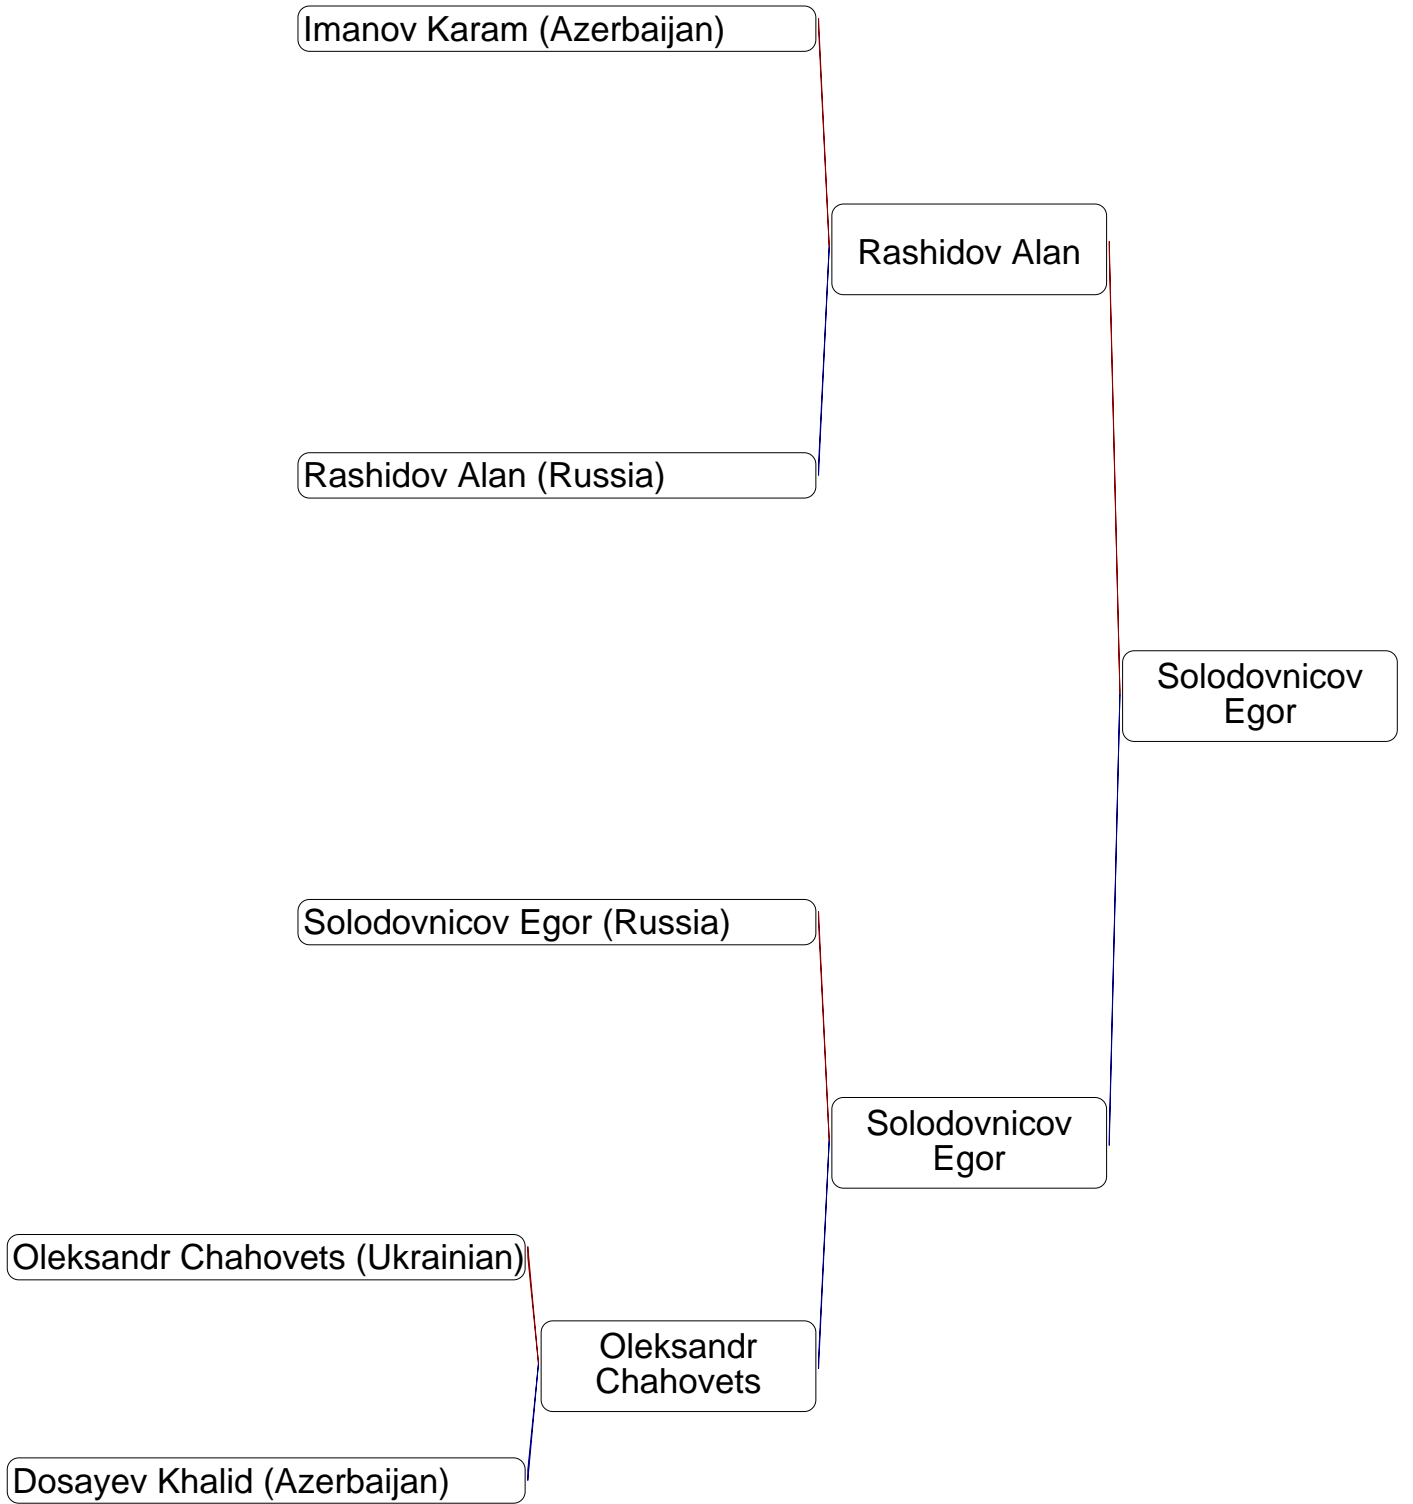 Imanov Karam (Azerbaijan)
Rashidov Alan
Rashidov Alan (Russia)
Solodovnicov
Egor
Solodovnicov Egor (Russia)
Solodovnicov
Egor
Oleksandr Chahovets (Ukrainian)
Oleksandr
Chahovets
Dosayev Khalid (Azerbaijan)